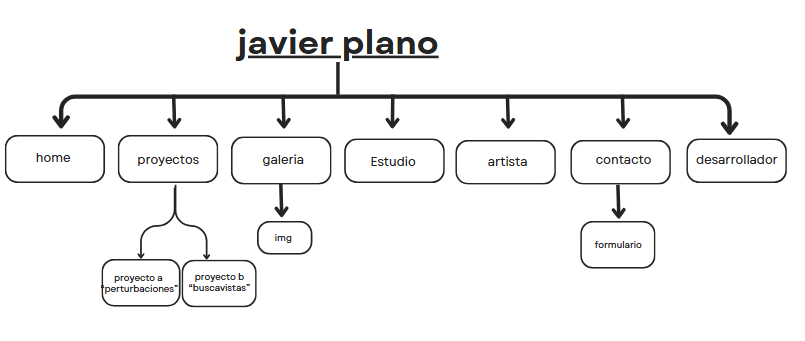 javier plano
home
proyectos
galeria
Estudio
artista
contacto
desarrollador
img
formulario
proyecto a
“perturbaciones”
proyecto b
“buscavistas”